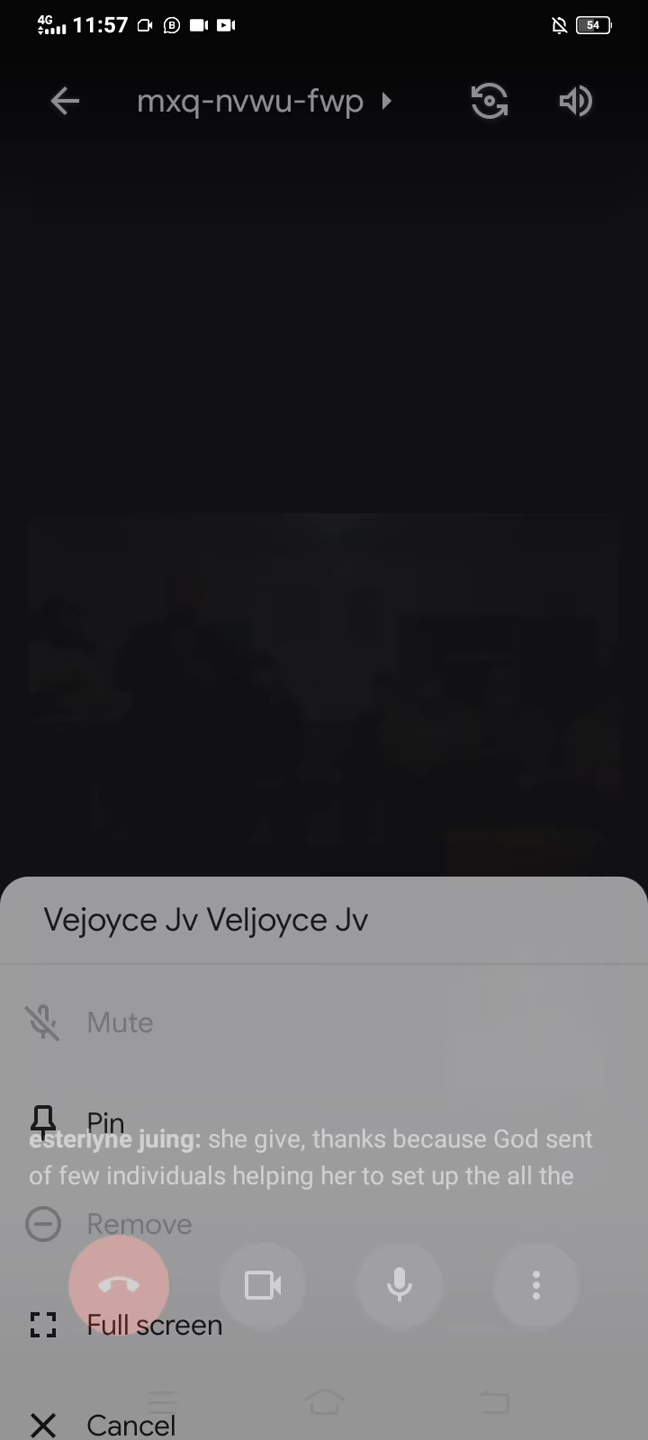 4G 11:57 B 54
mxq-nvwu-fwp
Vejoyce Jv Veljoyce Jv
Mute
Pin
esterlyne juing: she give, thanks because God sent
of few individuals helping her to set up the all the
Remove
Full screen
Cancel